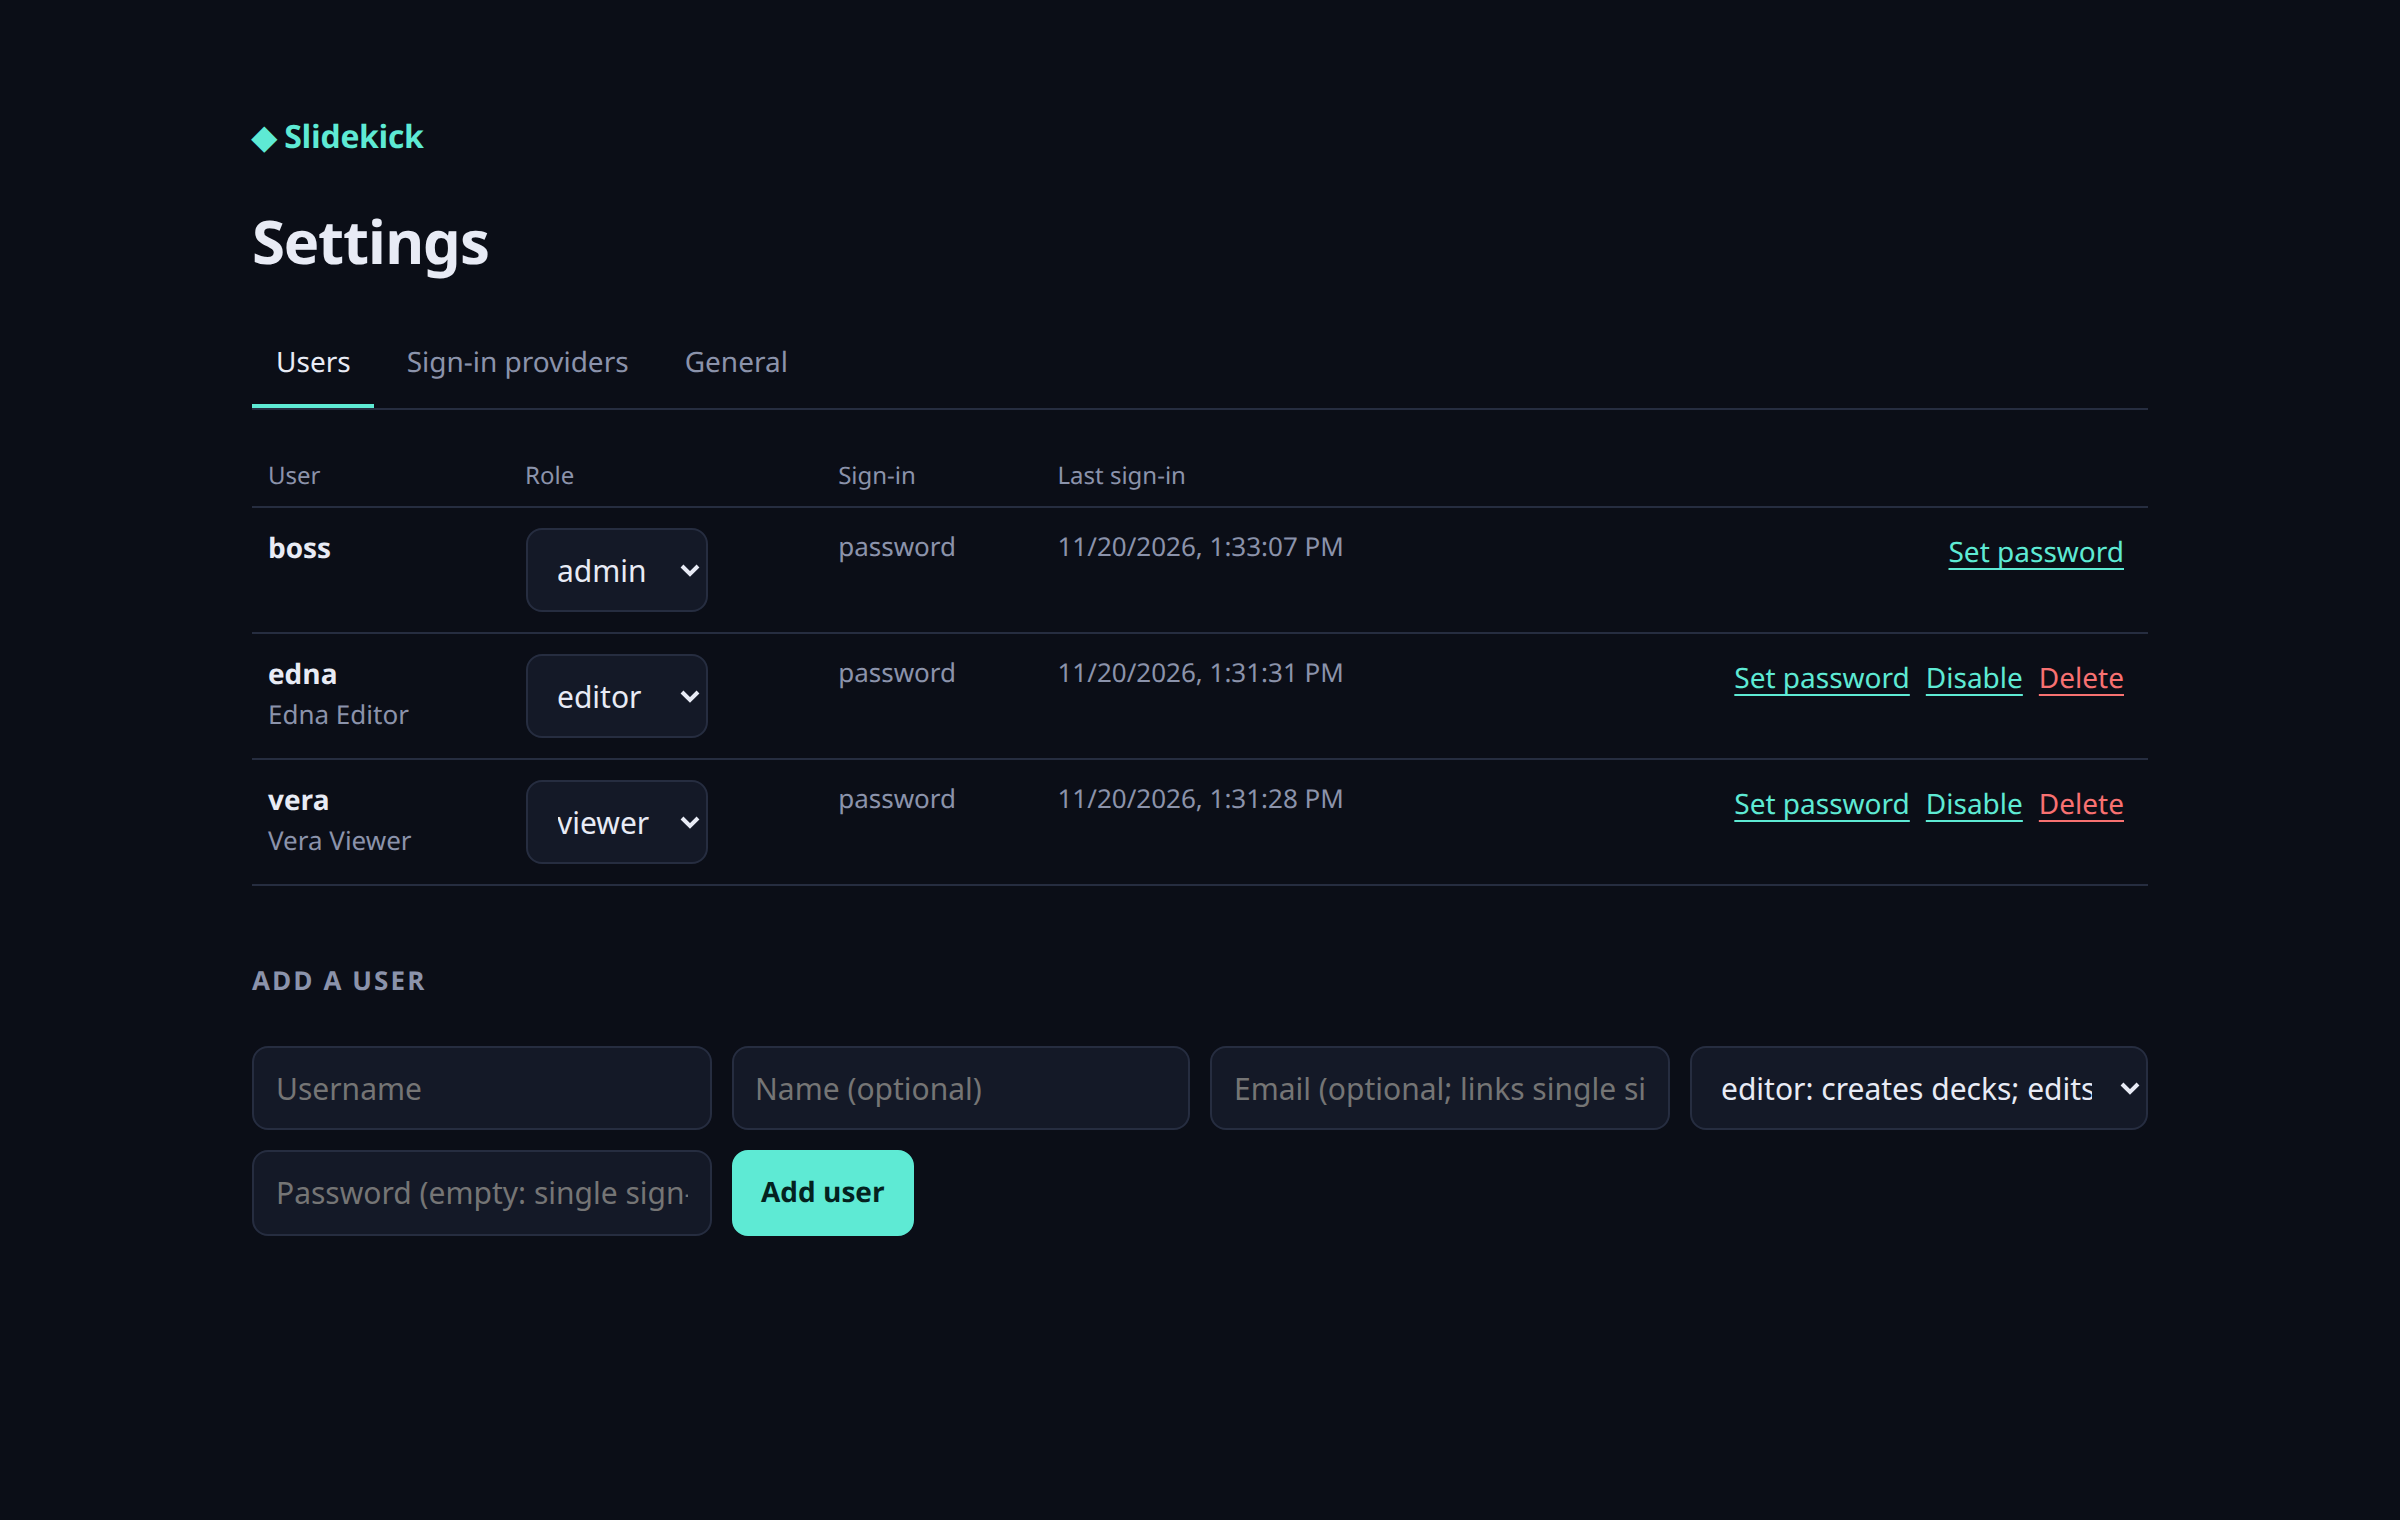 ◆ Slidekick
Settings
Users Sign-in providers General
User Role Sign-in Last sign-in
boss admin password 11/20/2026, 1:33:07 PM Set password
edna editor password 11/20/2026, 1:31:31 PM Set password Disable Delete
Edna Editor
vera viewer password 11/20/2026, 1:31:28 PM Set password Disable Delete
Vera Viewer
ADD A USER
Username Name (optional) Email (optional; links single si editor: creates decks; edits
Password (empty: single sign- Add user